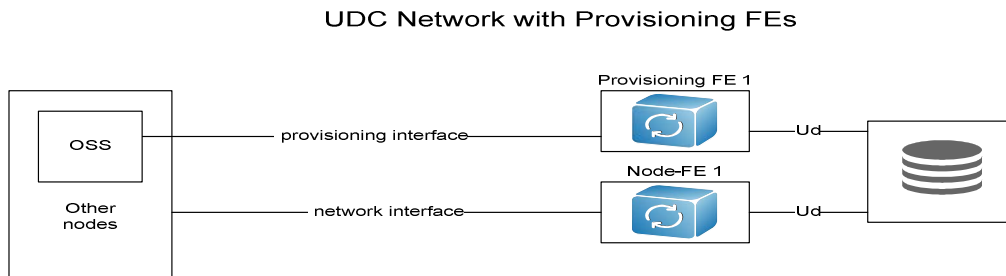 UDC Network with Provisioning FEs
Provisioning FE 1
OSS
provisioning interface
Ud
Node-FE 1
Other
nodes
network interface
Ud